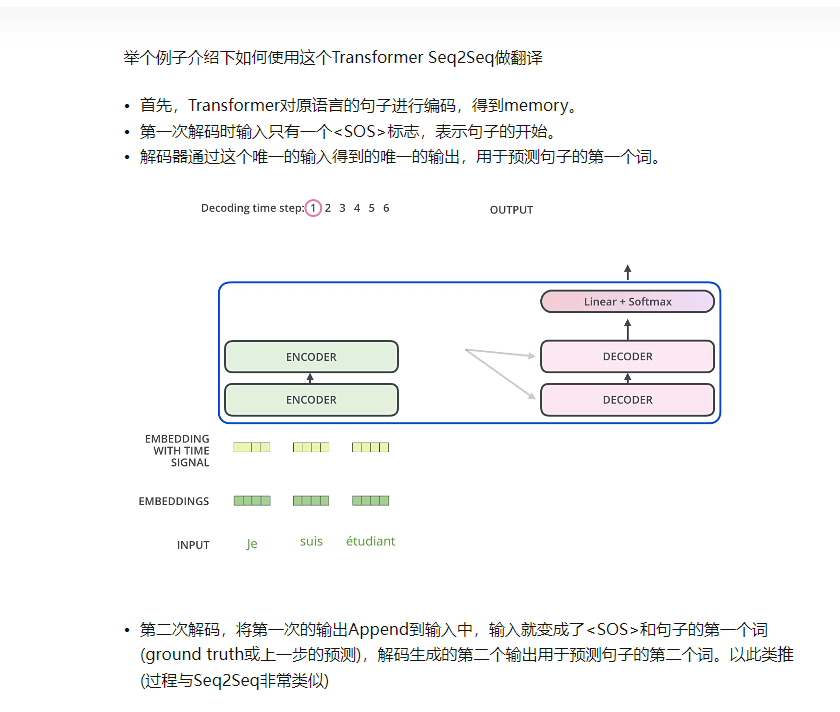 举个例子介绍下如何使用这个Transformer Seq2Seq做翻译
• 首先，Transformer对原语言的句子进行编码，得到memory。
• 第一次解码时输入只有一个<SOS>标志，表示句子的开始。
• 解码器通过这个唯一的输入得到的唯一的输出，用于预测句子的第一个词。
Decoding time step: 1 2 3 4 5 6
OUTPUT
Linear + Softmax
ENCODER
DECODER
ENCODER
DECODER
EMBEDDING
WITH TIME
SIGNAL
EMBEDDINGS
INPUT
Je
suis
étudiant
• 第二次解码，将第一次的输出Append到输入中，输入就变成了<SOS>和句子的第一个词
(ground truth或上一步的预测)，解码生成的第二个输出用于预测句子的第二个词。以此类推
(过程与Seq2Seq非常类似)